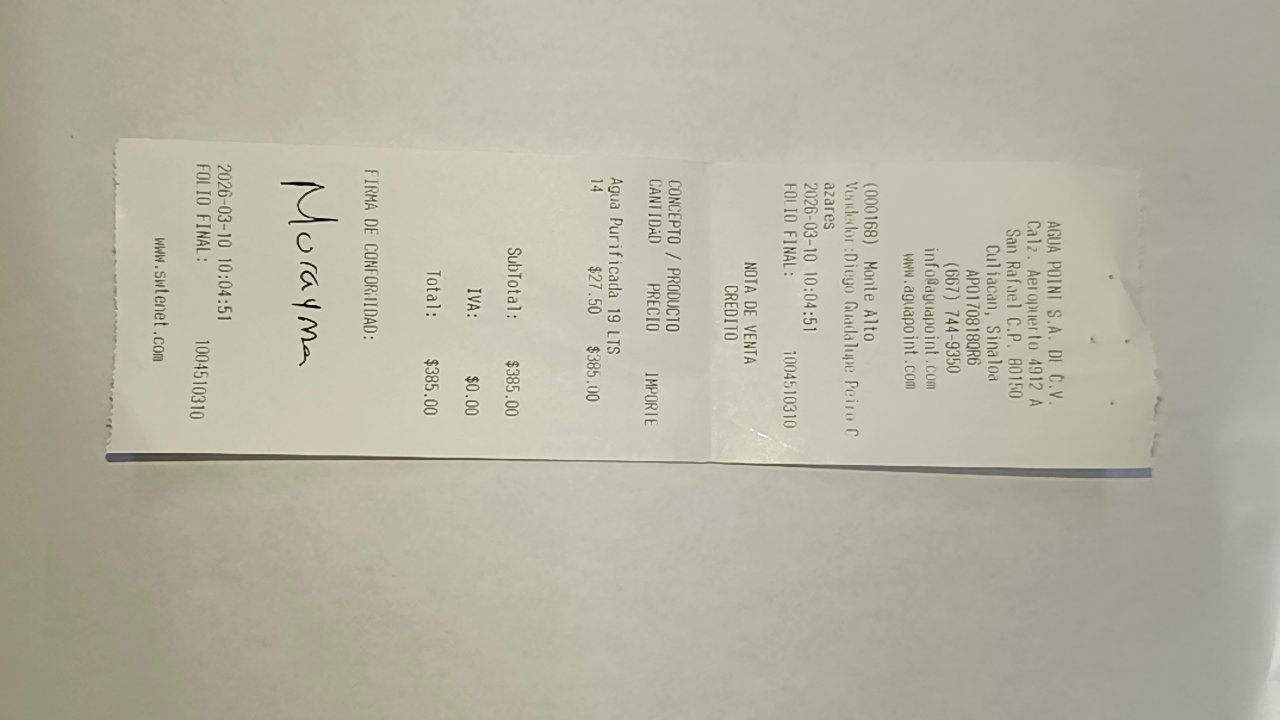 AGUA POINT S.A. DE C.V.
Calz. Aeropuerto 4912 A
San Rafael C.P. 80150
Culiacan, Sinaloa
APO170818QR6
(667) 744-9350
info@aguapoint.com
www.aguapoint.com
(000168) Monte Alto
Vendedor:Diego Guadalupe Peiro C
azares
2026-03-10 10:04:51
FOLIO FINAL: 1004510310
NOTA DE VENTA
CREDITO
CONCEPTO / PRODUCTO
CANTIDAD PRECIO IMPORTE
Agua Purificada 19 LTS
14 $27.50 $385.00
SubTotal: $385.00
IVA: $0.00
Total: $385.00
FIRMA DE CONFORMIDAD:
Morayma
2026-03-10 10:04:51
FOLIO FINAL: 1004510310
www.swtenet.com